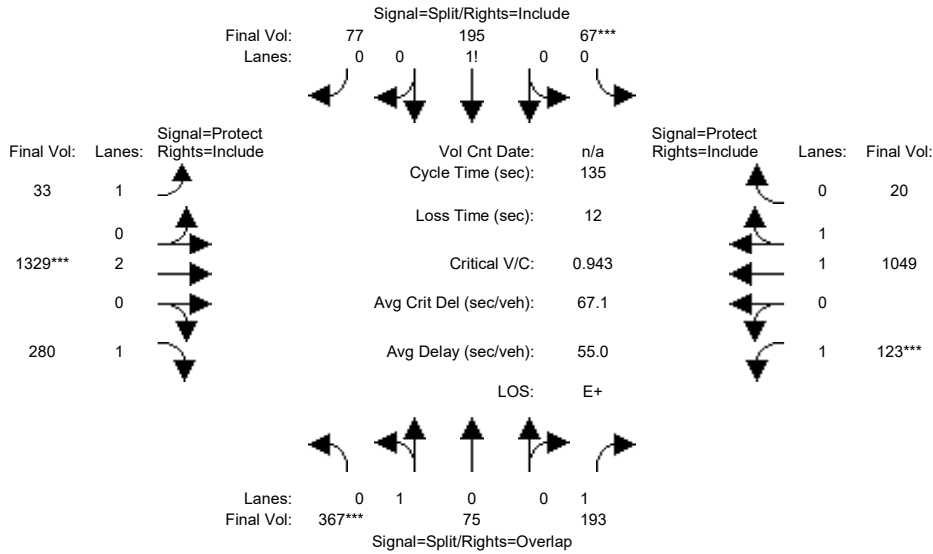 Signal=Split/Rights=Include
Final Vol: 77 195 67***
Lanes: 0 0 1! 0 0
Signal=Protect Signal=Protect
Final Vol: Lanes: Rights=Include Vol Cnt Date: n/a Rights=Include Lanes: Final Vol:
Cycle Time (sec): 135
33 1 0 20
Loss Time (sec): 12
0 1
1329*** 2 Critical V/C: 0.943 1 1049
0 Avg Crit Del (sec/veh): 67.1 0
280 1 Avg Delay (sec/veh): 55.0 1 123***
LOS: E+
Lanes: 0 1 0 0 1
Final Vol: 367*** 75 193
Signal=Split/Rights=Overlap